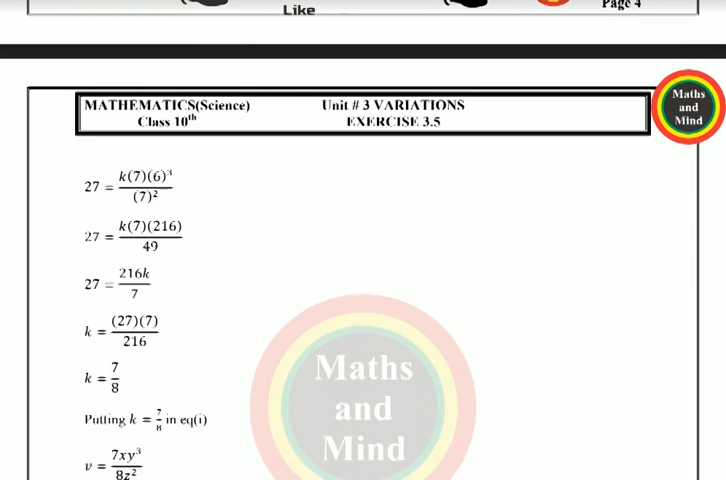 Like
Page 4
MATHEMATICS(Science) Unit # 3 VARIATIONS
Class 10th EXERCISE 3.5
Maths
and
Mind
27 = k(7)(6)³/(7)²
27 = k(7)(216)/49
27 = 216k/7
k = (27)(7)/216
k = 7/8
Putting k = 7/8 in eq(i)
v = 7xy³/8z²
Maths
and
Mind